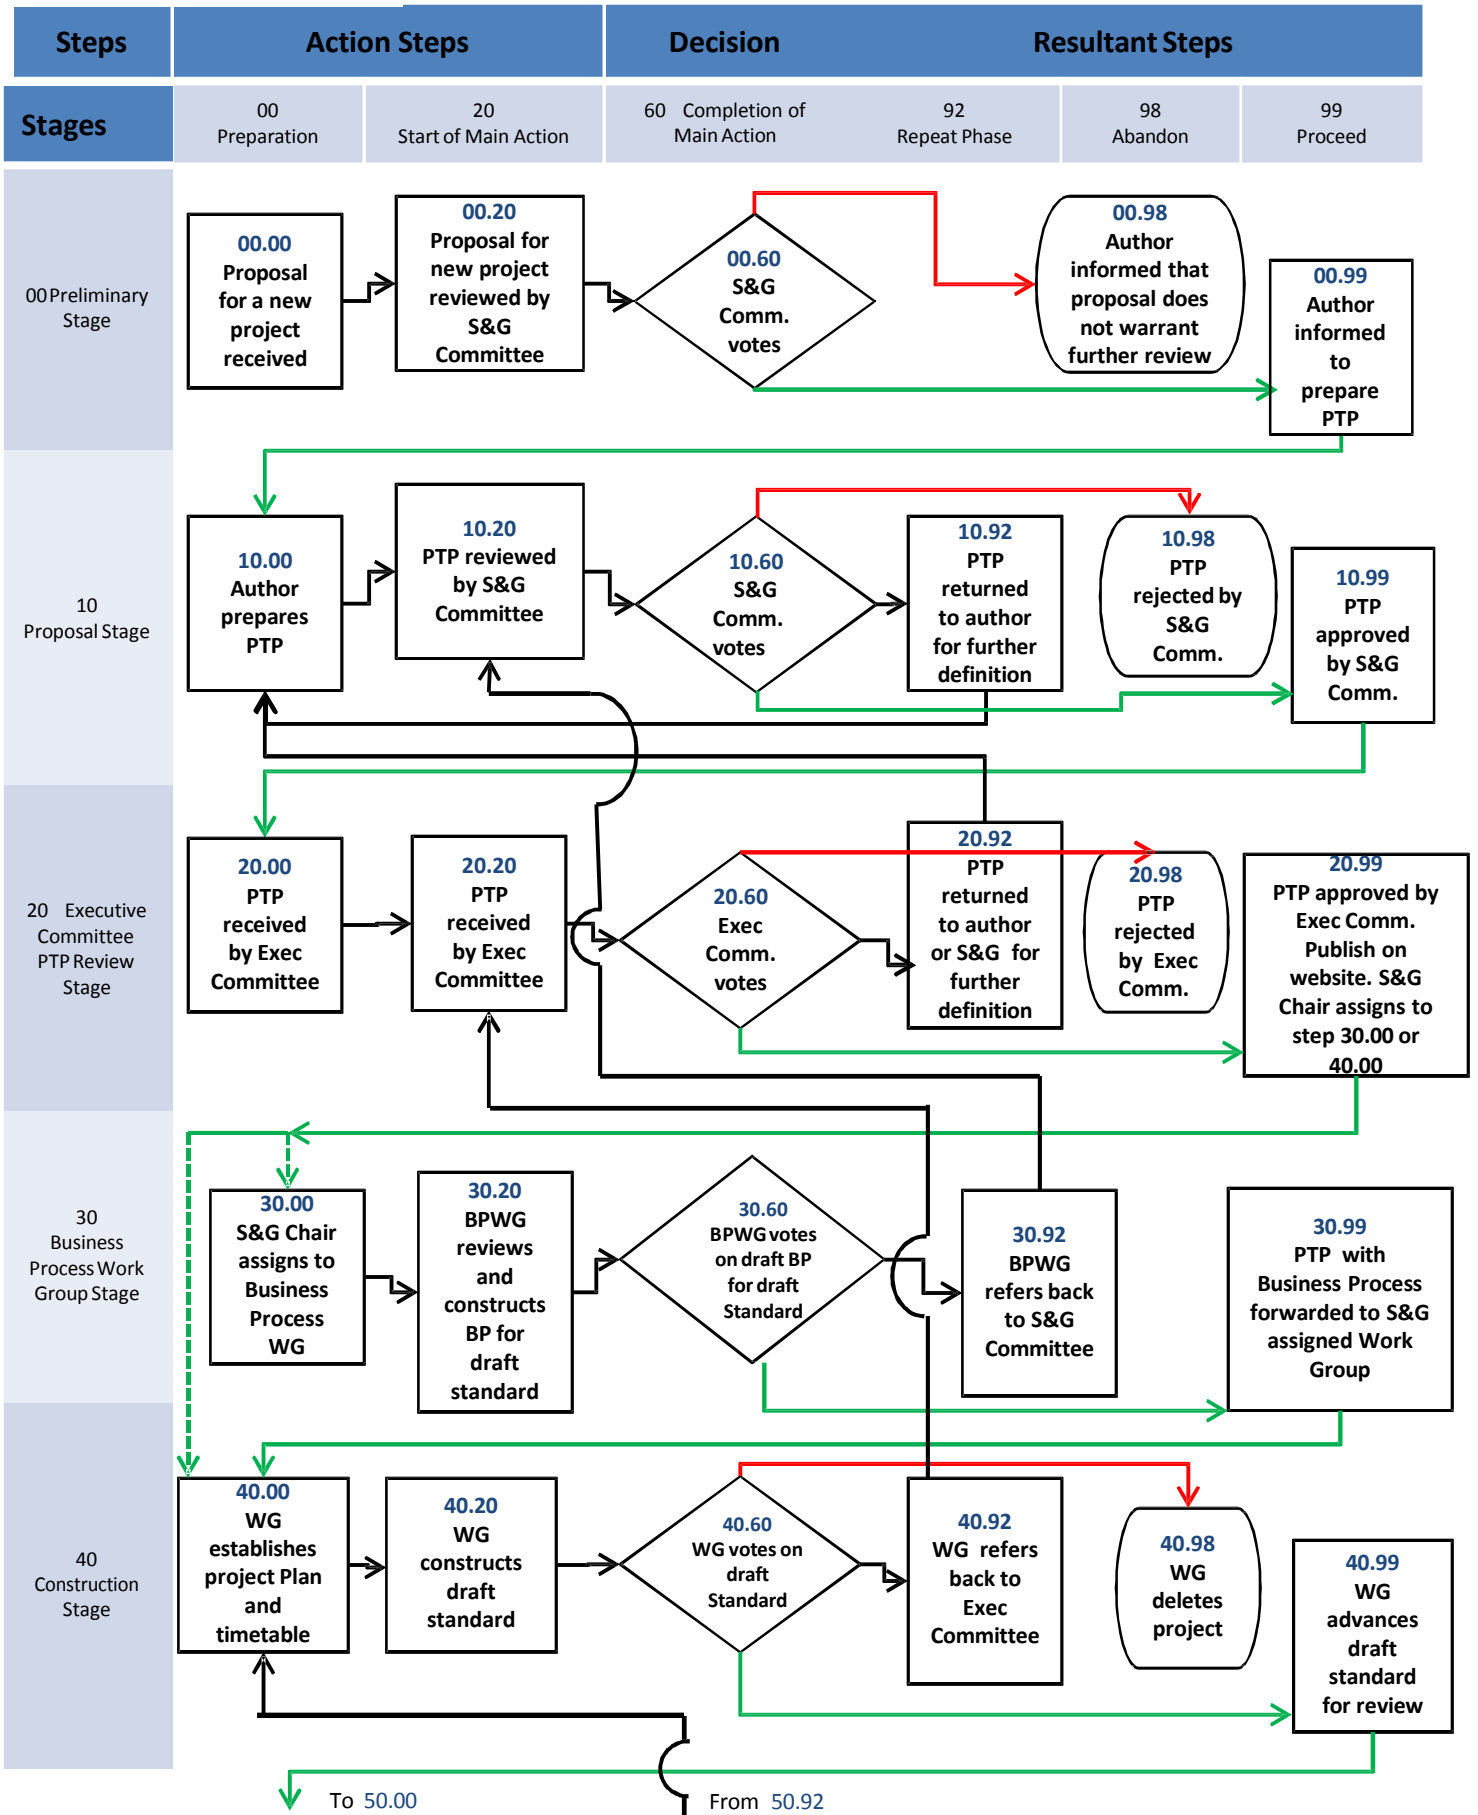 Steps
Action Steps
Decision
Resultant Steps
Stages
00
Preparation
20
Start of Main Action
60 Completion of
Main Action
92
Repeat Phase
98
Abandon
99
Proceed
00 Preliminary
Stage
00.00
Proposal
for a new
project
received
00.20
Proposal for
new project
reviewed by
S&G
Committee
00.60
S&G
Comm.
votes
00.98
Author
informed that
proposal does
not warrant
further review
00.99
Author
informed
to
prepare
PTP
10
Proposal Stage
10.00
Author
prepares
PTP
10.20
PTP reviewed
by S&G
Committee
10.60
S&G
Comm.
votes
10.92
PTP
returned
to author
for further
definition
10.98
PTP
rejected by
S&G
Comm.
10.99
PTP
approved
by S&G
Comm.
20 Executive
Committee
PTP Review
Stage
20.00
PTP
received
by Exec
Committee
20.20
PTP
received
by Exec
Committee
20.60
Exec
Comm.
votes
20.92
PTP
returned
to author
or S&G for
further
definition
20.98
PTP
rejected
by Exec
Comm.
20.99
PTP approved by
Exec Comm.
Publish on
website. S&G
Chair assigns to
step 30.00 or
40.00
30
Business
Process Work
Group Stage
30.00
S&G Chair
assigns to
Business
Process
WG
30.20
BPWG
reviews
and
constructs
BP for
draft
standard
30.60
BPWG votes
on draft BP
for draft
Standard
30.92
BPWG
refers back
to S&G
Committee
30.99
PTP with
Business Process
forwarded to S&G
assigned Work
Group
40
Construction
Stage
40.00
WG
establishes
project Plan
and
timetable
40.20
WG
constructs
draft
standard
40.60
WG votes on
draft
Standard
40.92
WG refers
back to
Exec
Committee
40.98
WG
deletes
project
40.99
WG
advances
draft
standard
for review
To 50.00
From 50.92